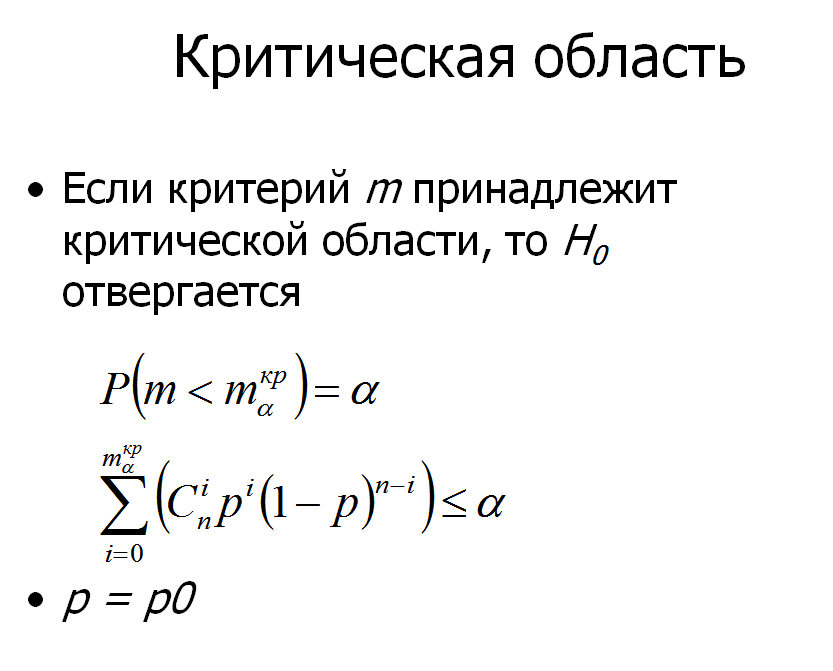 Критическая область
• Если критерий m принадлежит
критической области, то H₀
отвергается
P(m < m_α^кр) = α
∑_{i=0}^{m_α^кр} (C_n^i p^i (1 − p)^{n−i}) ≤ α
• p = p0